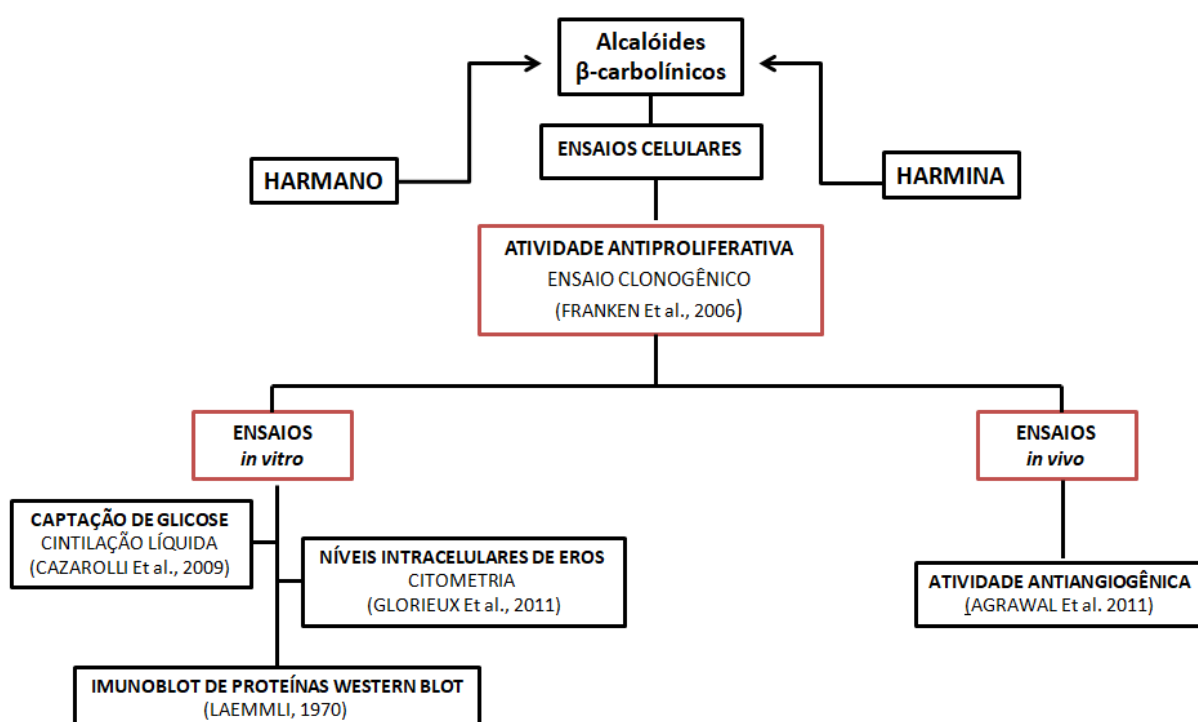 Alcalóides
β-carbolínicos
ENSAIOS CELULARES
HARMANO
HARMINA
ATIVIDADE ANTIPROLIFERATIVA
ENSAIO CLONOGÊNICO
(FRANKEN Et al., 2006)
ENSAIOS
in vitro
ENSAIOS
in vivo
CAPTAÇÃO DE GLICOSE
CINTILAÇÃO LÍQUIDA
(CAZAROLLI Et al., 2009)
NÍVEIS INTRACELULARES DE EROS
CITOMETRIA
(GLORIEUX Et al., 2011)
ATIVIDADE ANTIANGIOGÊNICA
(AGRAWAL Et al. 2011)
IMUNOBLOT DE PROTEÍNAS WESTERN BLOT
(LAEMMLI, 1970)